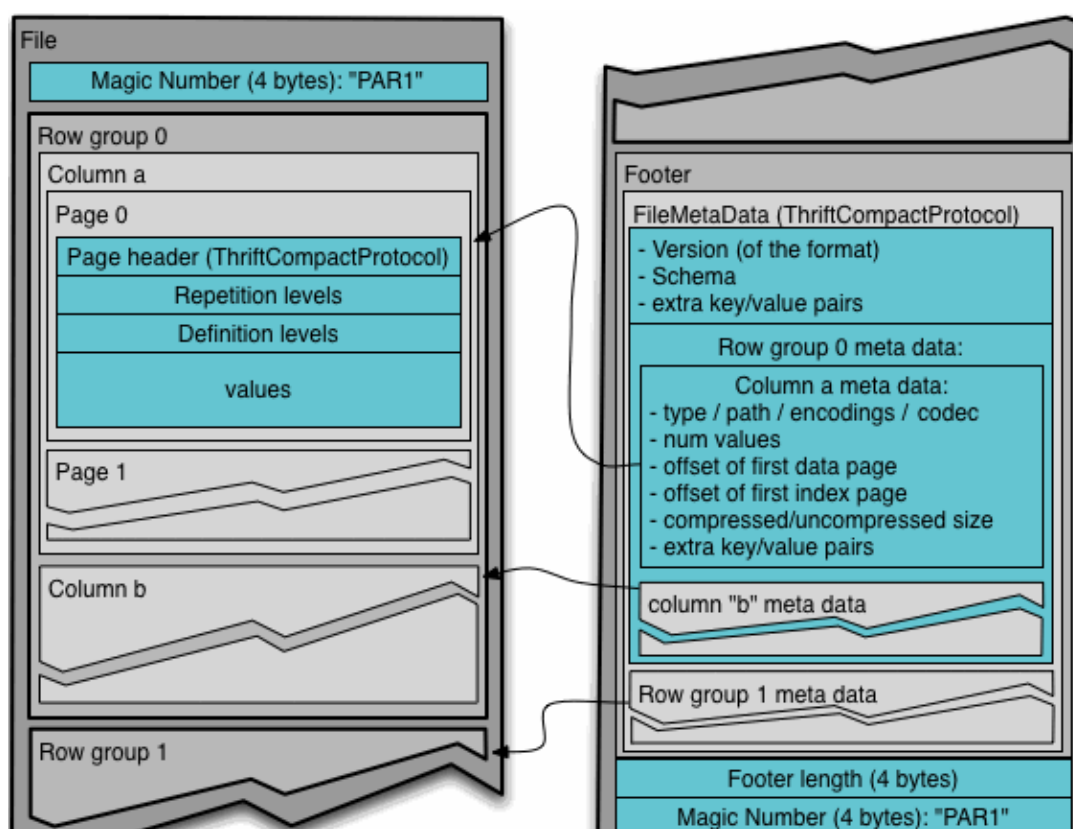 File
Magic Number (4 bytes): "PAR1"
Row group 0
Column a
Page 0
Page header (ThriftCompactProtocol)
Repetition levels
Definition levels
values
Page 1
Column b
Row group 1
Footer
FileMetaData (ThriftCompactProtocol)
- Version (of the format)
- Schema
- extra key/value pairs
Row group 0 meta data:
Column a meta data:
- type / path / encodings / codec
- num values
- offset of first data page
- offset of first index page
- compressed/uncompressed size
- extra key/value pairs
column "b" meta data
Row group 1 meta data
Footer length (4 bytes)
Magic Number (4 bytes): "PAR1"